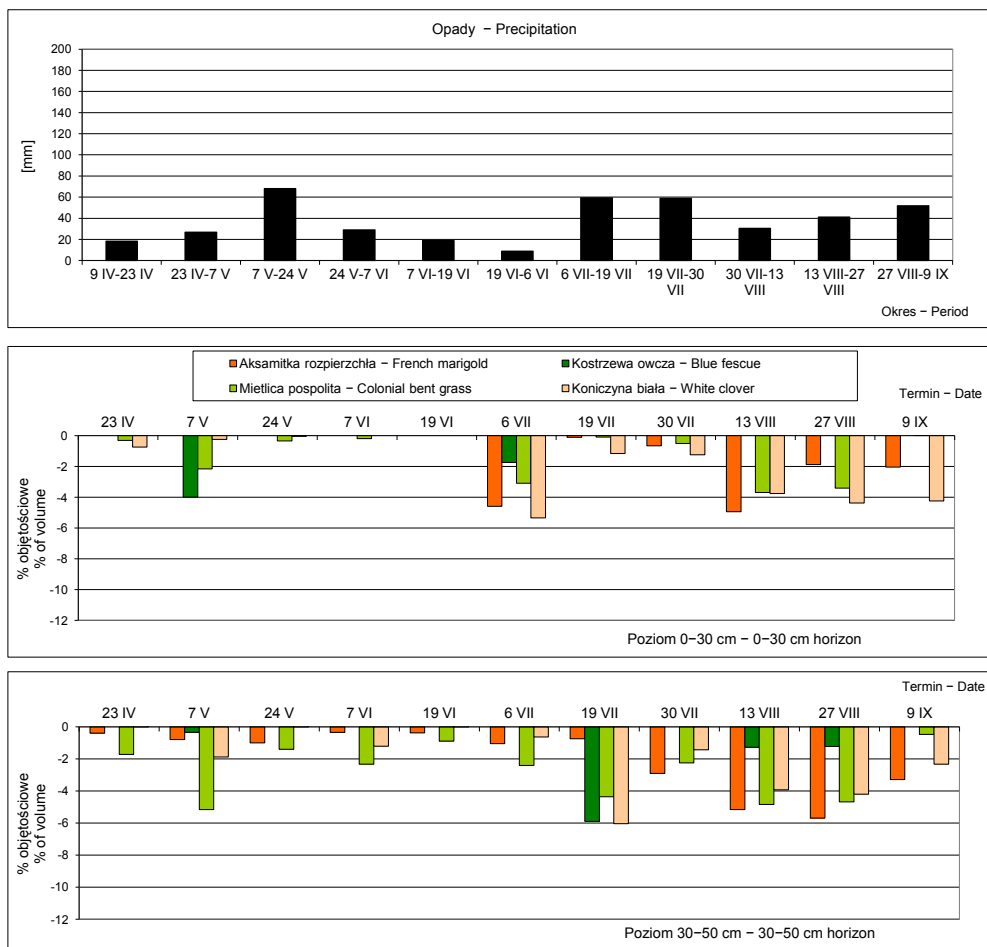 Opady − Precipitation
[mm]
200
180
160
140
120
100
80
60
40
20
0
9 IV-23 IV 23 IV-7 V 7 V-24 V 24 V-7 VI 7 VI-19 VI 19 VI-6 VI 6 VII-19 VII 19 VII-30 VII 30 VII-13 VIII 13 VIII-27 VIII 27 VIII-9 IX
Okres − Period
Aksamitka rozpierzchła − French marigold Kostrzewa owcza − Blue fescue
Mietlica pospolita − Colonial bent grass Koniczyna biała − White clover
Termin − Date
23 IV 7 V 24 V 7 VI 19 VI 6 VII 19 VII 30 VII 13 VIII 27 VIII 9 IX
% objętościowe
% of volume
0
-2
-4
-6
-8
-10
-12
Poziom 0−30 cm − 0−30 cm horizon
Termin − Date
23 IV 7 V 24 V 7 VI 19 VI 6 VII 19 VII 30 VII 13 VIII 27 VIII 9 IX
% objętościowe
% of volume
0
-2
-4
-6
-8
-10
-12
Poziom 30−50 cm − 30−50 cm horizon